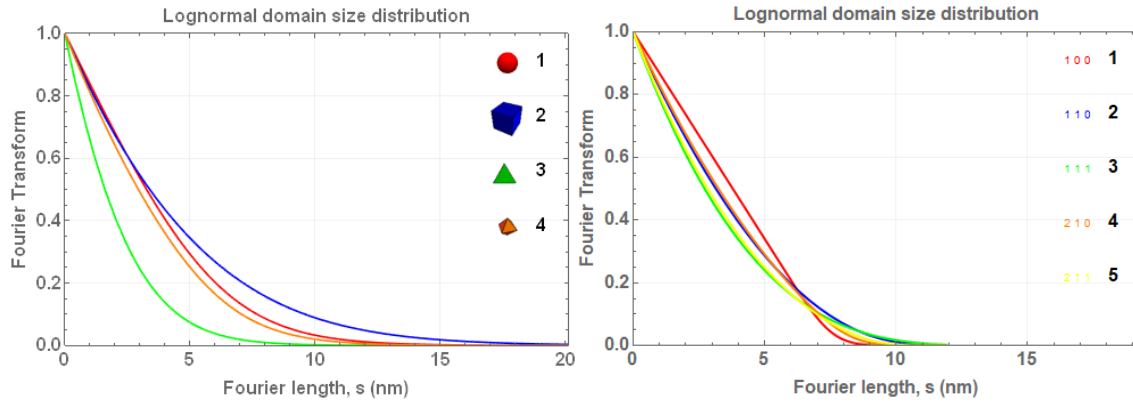 Lognormal domain size distribution
1.0
0.8
0.6
0.4
0.2
0.0
0
5
10
15
20
Fourier Transform
Fourier length, s (nm)
1
2
3
4
Lognormal domain size distribution
1.0
0.8
0.6
0.4
0.2
0.0
0
5
10
15
Fourier Transform
Fourier length, s (nm)
1 0 0 1
1 1 0 2
1 1 1 3
2 1 0 4
2 1 1 5